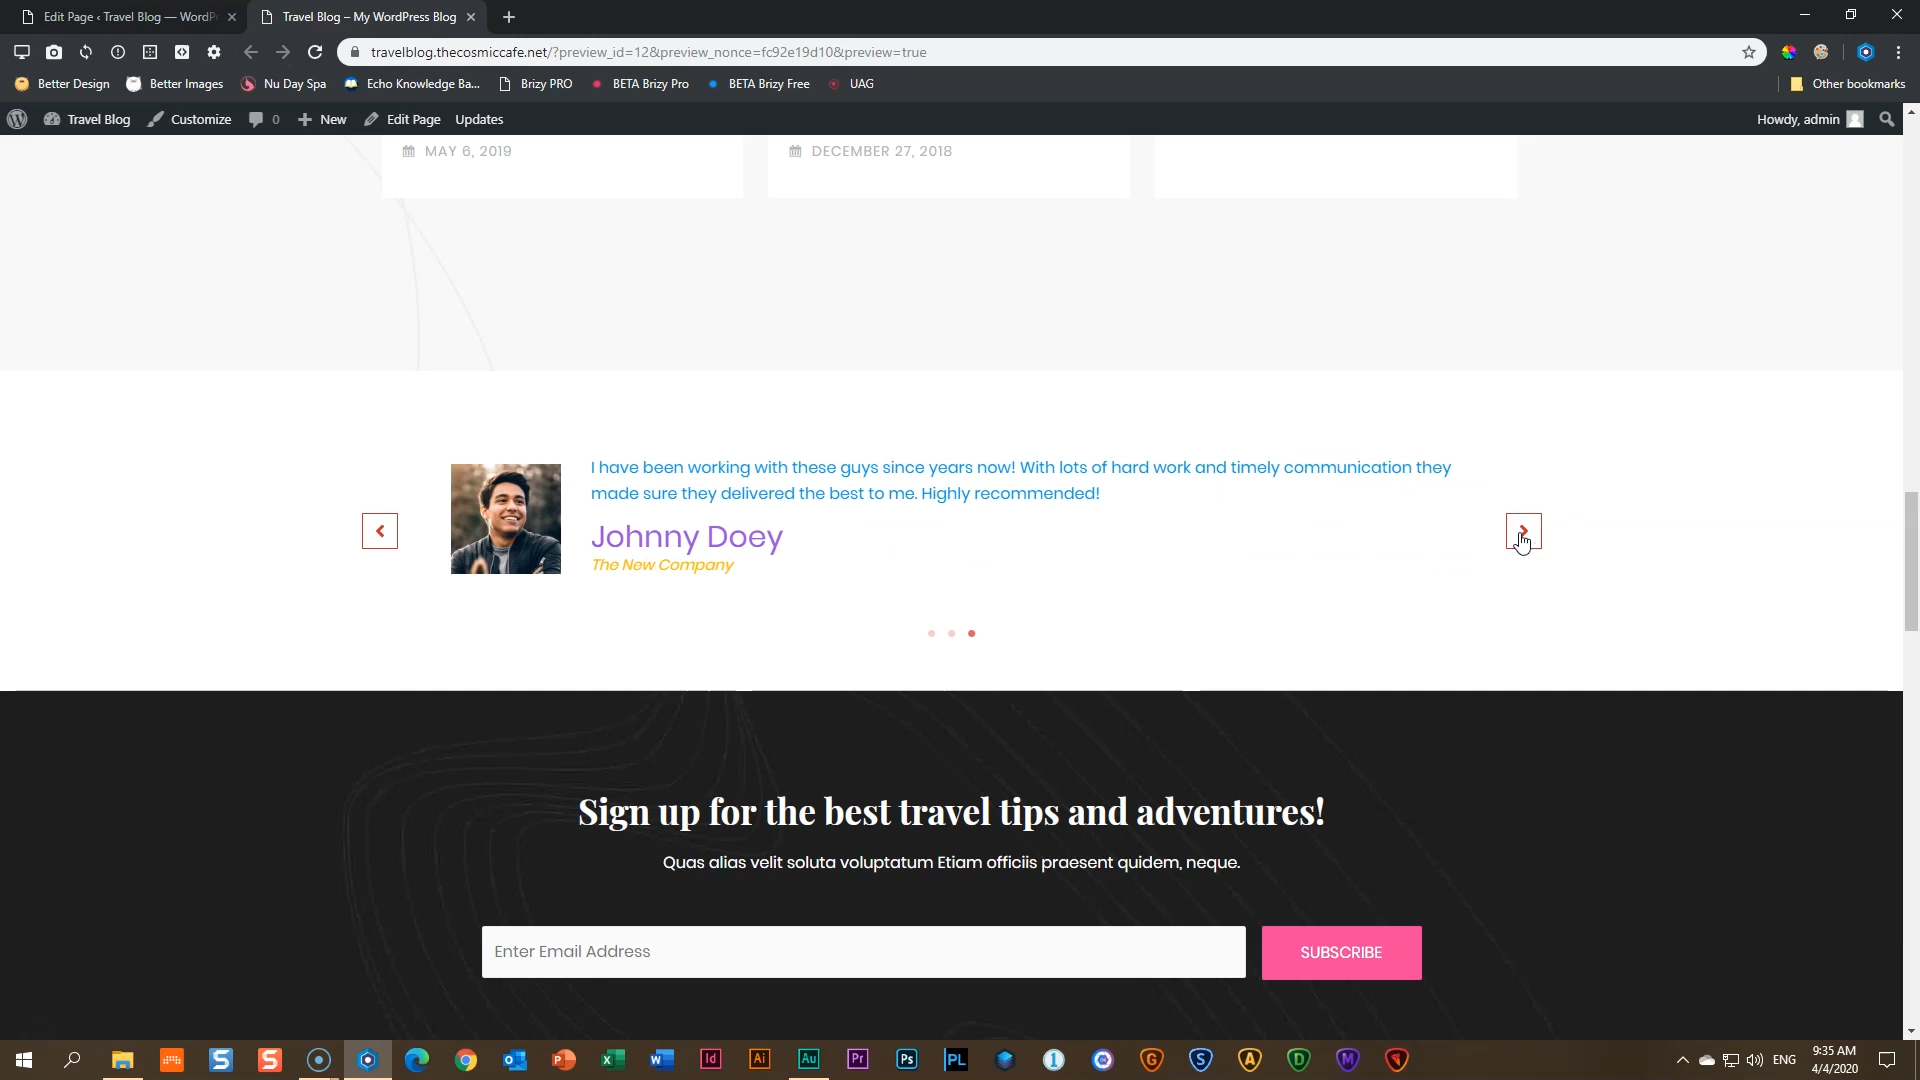 Edit Page ‹ Travel Blog — WordP
Travel Blog – My WordPress Blog
travelblog.thecosmiccafe.net/?preview_id=12&preview_nonce=fc92e19d10&preview=true
Better Design
Better Images
Nu Day Spa
Echo Knowledge Ba...
Brizy PRO
BETA Brizy Pro
BETA Brizy Free
UAG
Other bookmarks
Travel Blog
Customize
0
New
Edit Page
Updates
Howdy, admin
MAY 6, 2019
DECEMBER 27, 2018
I have been working with these guys since years now! With lots of hard work and timely communication they
made sure they delivered the best to me. Highly recommended!
Johnny Doey
The New Company
Sign up for the best travel tips and adventures!
Quas alias velit soluta voluptatum Etiam officiis praesent quidem, neque.
Enter Email Address
SUBSCRIBE
Id
Ai
Au
Pr
Ps
PL
ENG
9:35 AM
4/4/2020